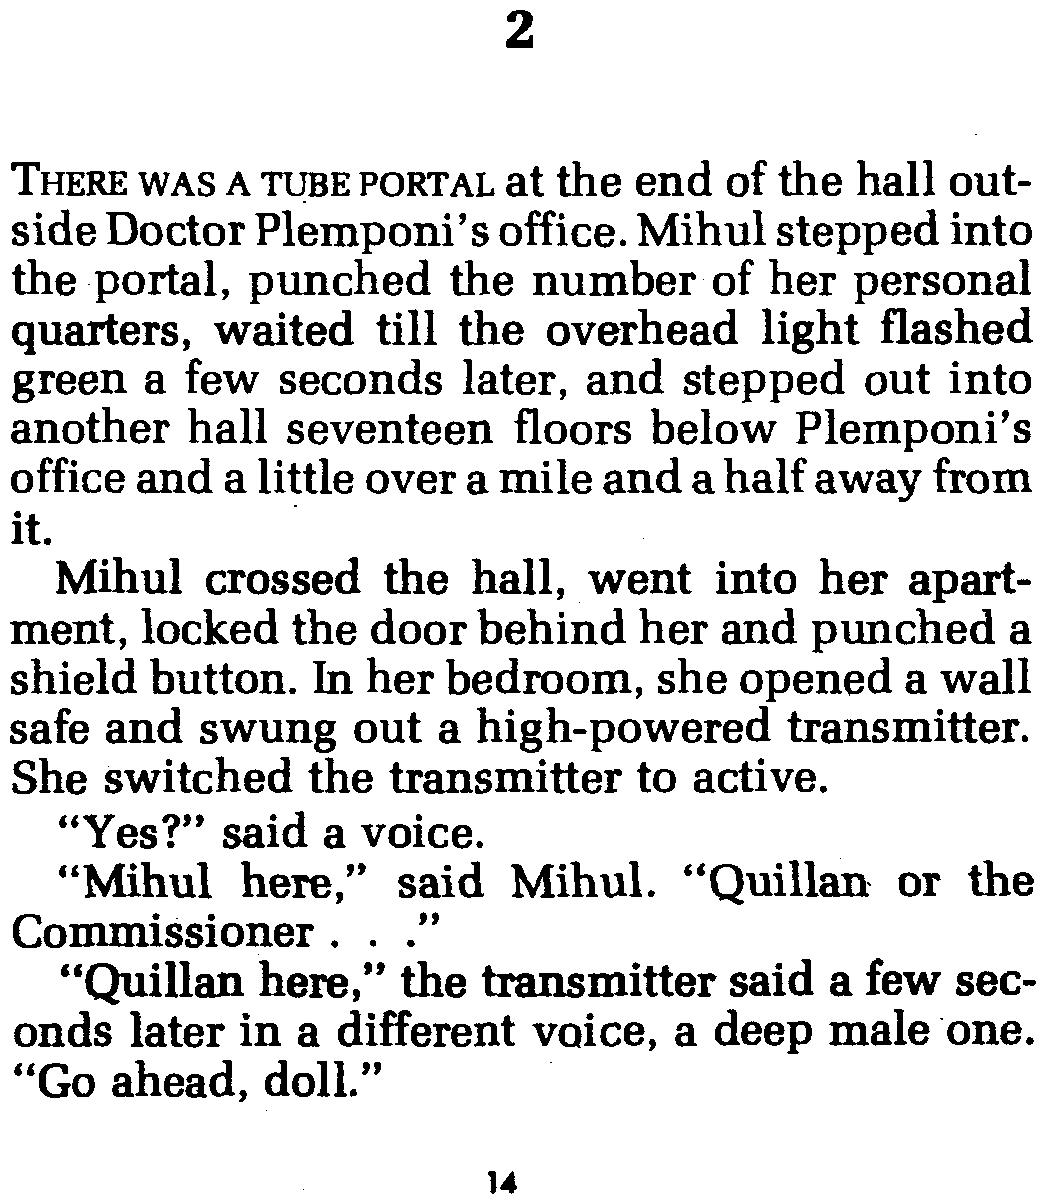 2
THERE WAS A TUBE PORTAL at the end of the hall out-
side Doctor Plemponi's office. Mihul stepped into
the portal, punched the number of her personal
quarters, waited till the overhead light flashed
green a few seconds later, and stepped out into
another hall seventeen floors below Plemponi's
office and a little over a mile and a half away from
it.
Mihul crossed the hall, went into her apart-
ment, locked the door behind her and punched a
shield button. In her bedroom, she opened a wall
safe and swung out a high-powered transmitter.
She switched the transmitter to active.
“Yes?” said a voice.
“Mihul here,” said Mihul. “Quillan or the
Commissioner . . .”
“Quillan here,” the transmitter said a few sec-
onds later in a different voice, a deep male one.
“Go ahead, doll.”
14